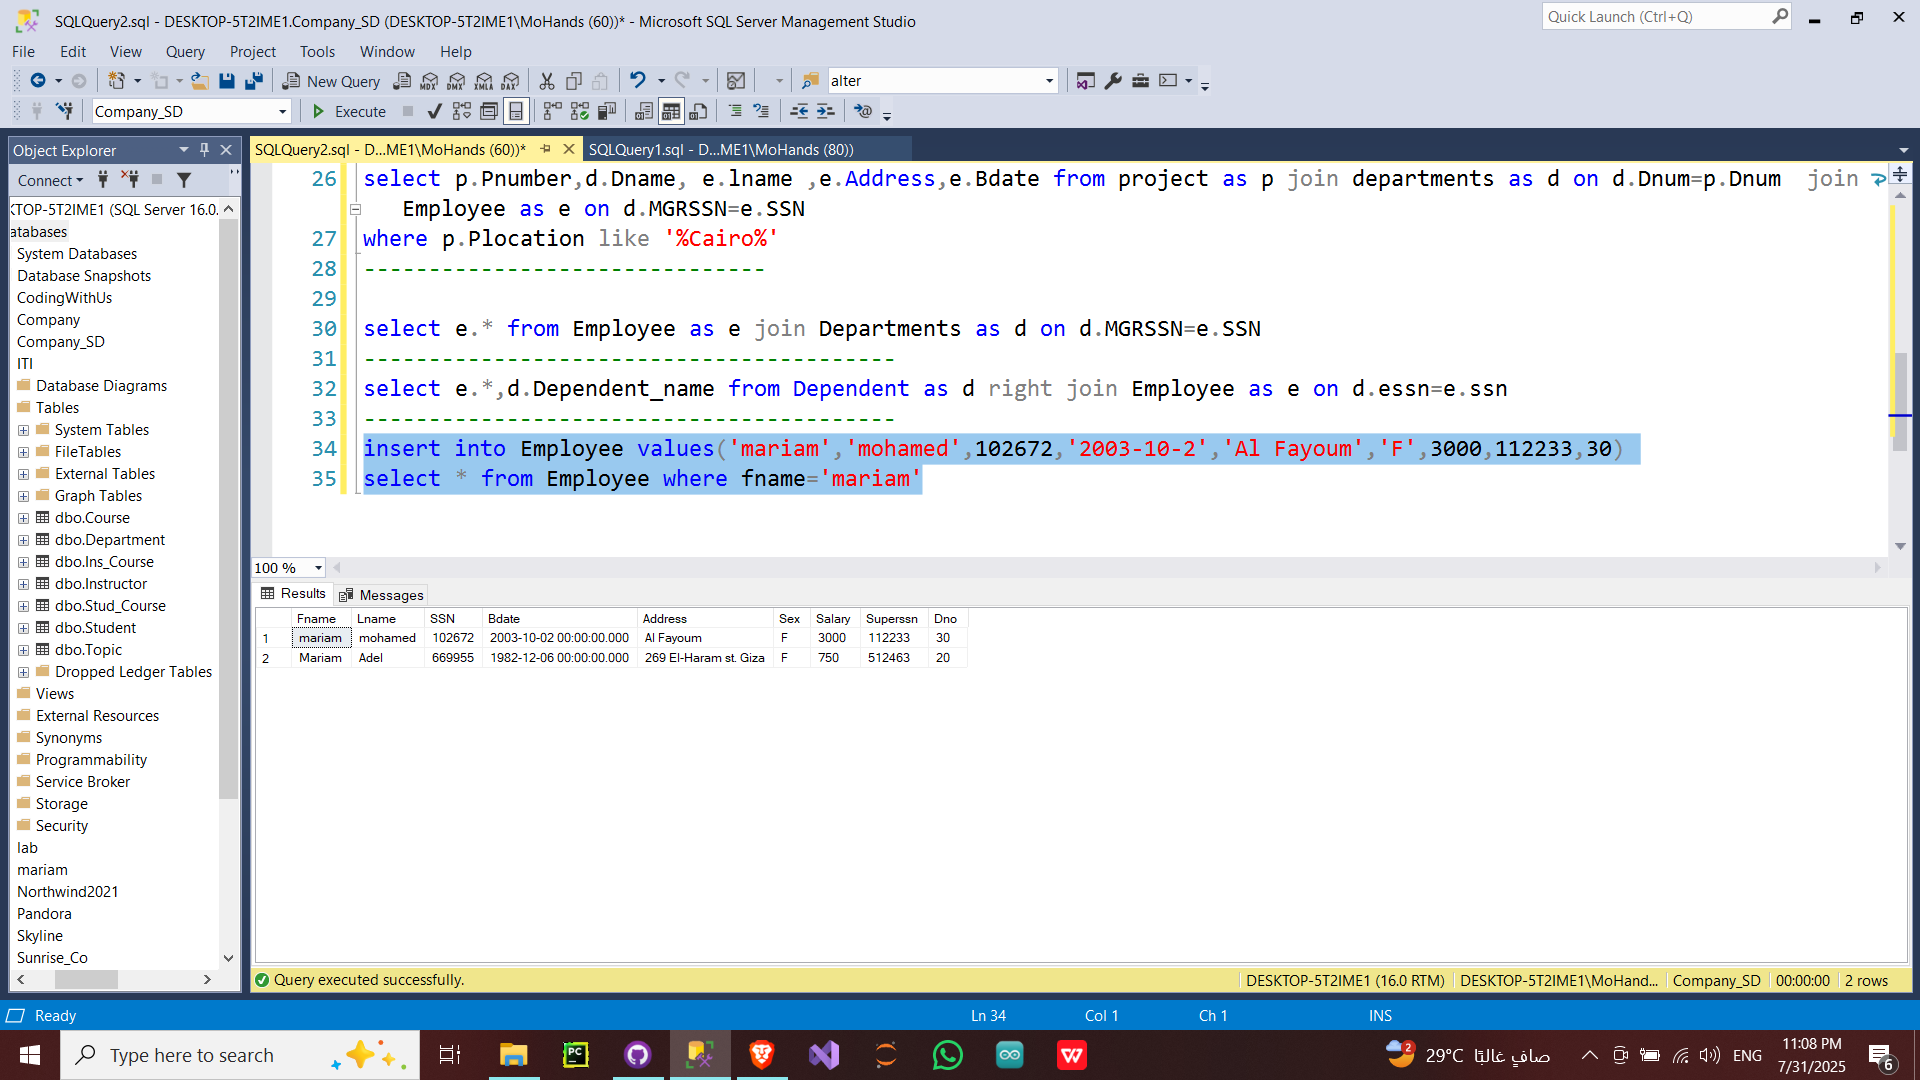 SQLQuery2.sql - DESKTOP-5T2IME1.Company_SD (DESKTOP-5T2IME1\MoHands (60))* - Microsoft SQL Server Management Studio
Quick Launch (Ctrl+Q)
File Edit View Query Project Tools Window Help
New Query MDX DMX XMLA DAX alter
Company_SD Execute
Object Explorer
SQLQuery2.sql - D...ME1\MoHands (60))*
SQLQuery1.sql - D...ME1\MoHands (80))
Connect
KTOP-5T2IME1 (SQL Server 16.0.
atabases
System Databases
Database Snapshots
CodingWithUs
Company
Company_SD
ITI
Database Diagrams
Tables
System Tables
FileTables
External Tables
Graph Tables
dbo.Course
dbo.Department
dbo.Ins_Course
dbo.Instructor
dbo.Stud_Course
dbo.Student
dbo.Topic
Dropped Ledger Tables
Views
External Resources
Synonyms
Programmability
Service Broker
Storage
Security
lab
mariam
Northwind2021
Pandora
Skyline
Sunrise_Co
26 select p.Pnumber,d.Dname, e.lname ,e.Address,e.Bdate from project as p join departments as d on d.Dnum=p.Dnum join
Employee as e on d.MGRSSN=e.SSN
27 where p.Plocation like '%Cairo%'
28 -------------------------------
29
30 select e.* from Employee as e join Departments as d on d.MGRSSN=e.SSN
31 -----------------------------------------
32 select e.*,d.Dependent_name from Dependent as d right join Employee as e on d.essn=e.ssn
33 -----------------------------------------
34 insert into Employee values('mariam','mohamed',102672,'2003-10-2','Al Fayoum','F',3000,112233,30)
35 select * from Employee where fname='mariam'
100 %
Results Messages
Fname Lname SSN Bdate Address Sex Salary Superssn Dno
1 mariam mohamed 102672 2003-10-02 00:00:00.000 Al Fayoum F 3000 112233 30
2 Mariam Adel 669955 1982-12-06 00:00:00.000 269 El-Haram st. Giza F 750 512463 20
Query executed successfully.
DESKTOP-5T2IME1 (16.0 RTM) DESKTOP-5T2IME1\MoHand... Company_SD 00:00:00 2 rows
Ready Ln 34 Col 1 Ch 1 INS
Type here to search
PC
2 29°C صافٍ غالبًا ENG
11:08 PM
7/31/2025
6